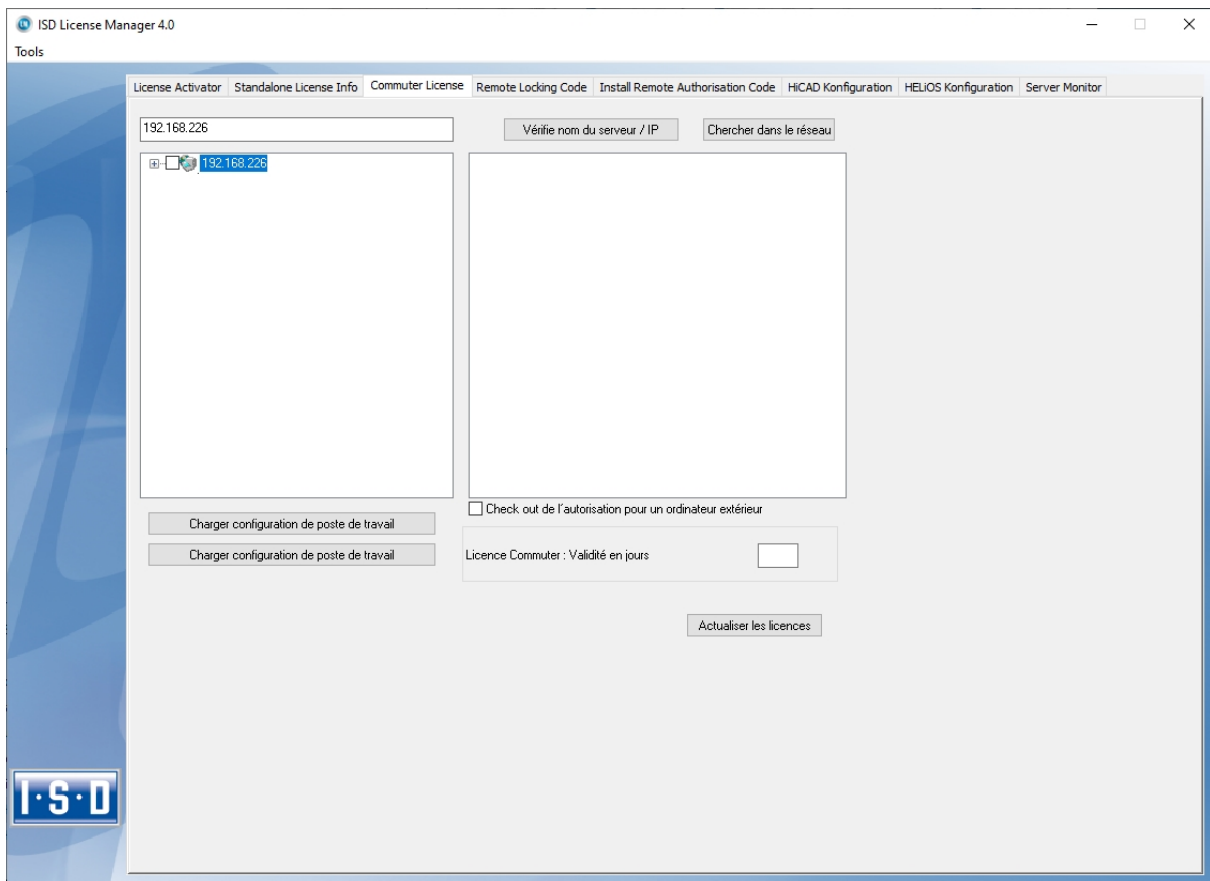 ISD License Manager 4.0
Tools
License Activator Standalone License Info Commuter License Remote Locking Code Install Remote Authorisation Code HiCAD Konfiguration HELiOS Konfiguration Server Monitor
192.168.226 Vérifie nom du serveur / IP Chercher dans le réseau
192.168.226
Check out de l´autorisation pour un ordinateur extérieur
Charger configuration de poste de travail
Charger configuration de poste de travail
Licence Commuter : Validité en jours
Actualiser les licences
I·S·D